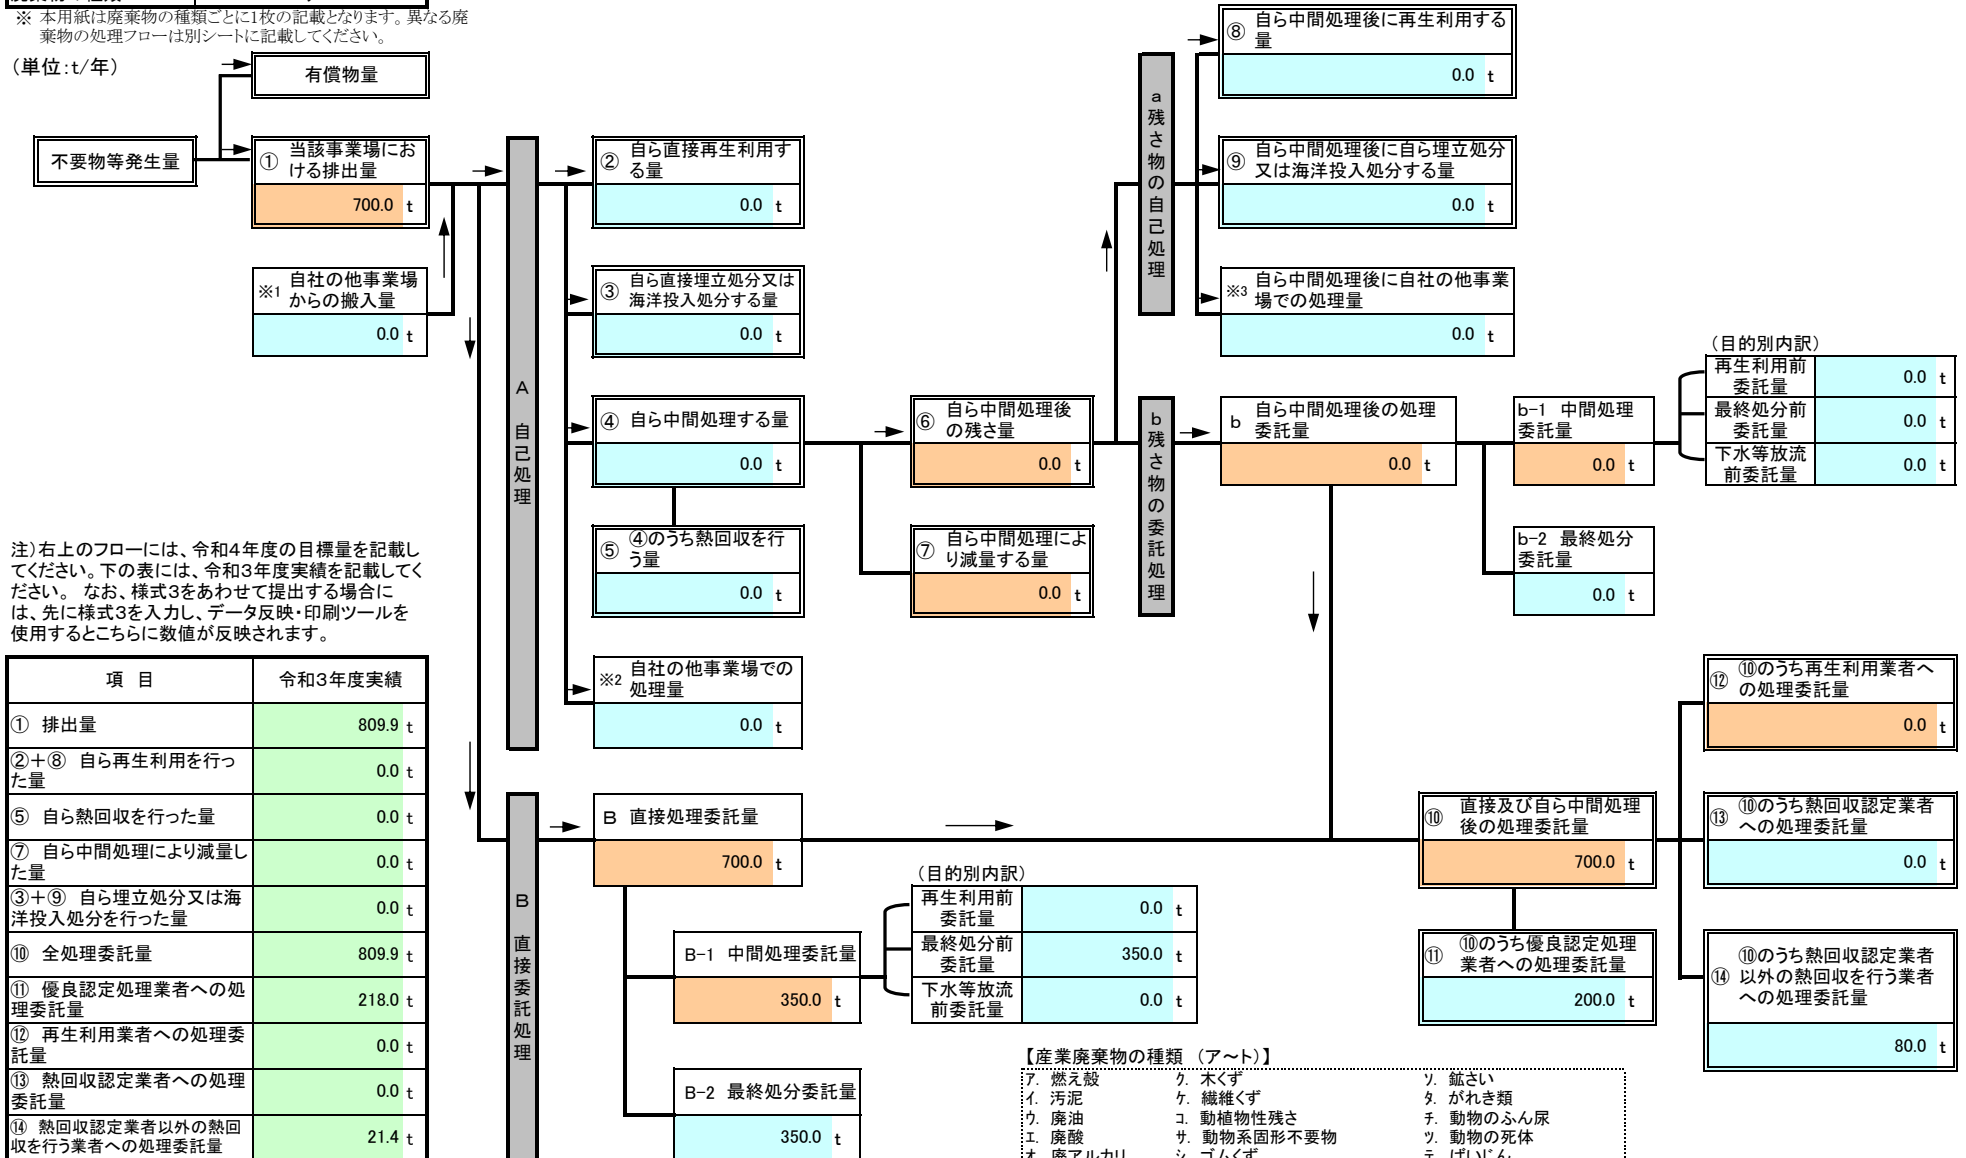 ※ 本用紙は廃棄物の種類ごとに1枚の記載となります。異なる廃
棄物の処理フローは別シートに記載してください。
（単位：t/年）
有償物量
不要物等発生量
① 当該事業場にお
ける排出量
700.0 t
※1 自社の他事業場
からの搬入量
0.0 t
A 自己処理
② 自ら直接再生利用す
る量
0.0 t
③ 自ら直接埋立処分又は
海洋投入処分する量
0.0 t
④ 自ら中間処理する量
0.0 t
⑤ ④のうち熱回収を行
う量
0.0 t
※2 自社の他事業場での
処理量
0.0 t
⑥ 自ら中間処理後
の残さ量
0.0 t
⑦ 自ら中間処理によ
り減量する量
0.0 t
a 残さ物の自己処理
⑧ 自ら中間処理後に再生利用する
量
0.0 t
⑨ 自ら中間処理後に自ら埋立処分
又は海洋投入処分する量
0.0 t
※3 自ら中間処理後に自社の他事業
場での処理量
0.0 t
b 残さ物の委託処理
b 自ら中間処理後の処理
委託量
0.0 t
b-1 中間処理
委託量
0.0 t
（目的別内訳）
再生利用前
委託量
0.0 t
最終処分前
委託量
0.0 t
下水等放流
前委託量
0.0 t
b-2 最終処分
委託量
0.0 t
注）右上のフローには、令和４年度の目標量を記載し
てください。下の表には、令和３年度実績を記載してく
ださい。 なお、様式３をあわせて提出する場合に
は、先に様式３を入力し、データ反映・印刷ツールを
使用するとこちらに数値が反映されます。
項 目 令和３年度実績
① 排出量 809.9 t
②＋⑧ 自ら再生利用を行っ
た量
0.0 t
⑤ 自ら熱回収を行った量 0.0 t
⑦ 自ら中間処理により減量し
た量
0.0 t
③＋⑨ 自ら埋立処分又は海
洋投入処分を行った量
0.0 t
⑩ 全処理委託量 809.9 t
⑪ 優良認定処理業者への処
理委託量
218.0 t
⑫ 再生利用業者への処理委
託量
0.0 t
⑬ 熱回収認定業者への処理
委託量
0.0 t
⑭ 熱回収認定業者以外の熱回
収を行う業者への処理委託量
21.4 t
B 直接委託処理
B 直接処理委託量
700.0 t
B-1 中間処理委託量
350.0 t
（目的別内訳）
再生利用前
委託量
0.0 t
最終処分前
委託量
350.0 t
下水等放流
前委託量
0.0 t
B-2 最終処分委託量
350.0 t
⑩ 直接及び自ら中間処理
後の処理委託量
700.0 t
⑪ ⑩のうち優良認定処理
業者への処理委託量
200.0 t
⑫ ⑩のうち再生利用業者へ
の処理委託量
0.0 t
⑬ ⑩のうち熱回収認定業者
への処理委託量
0.0 t
⑭ ⑩のうち熱回収認定業者
以外の熱回収を行う業者
への処理委託量
80.0 t
【産業廃棄物の種類 （ア～ト）】
ア. 燃え殻 ク. 木くず ソ. 鉱さい
イ. 汚泥 ケ. 繊維くず タ. がれき類
ウ. 廃油 コ. 動植物性残さ チ. 動物のふん尿
エ. 廃酸 サ. 動物系固形不要物 ツ. 動物の死体
オ. 廃アルカリ シ. ゴムくず テ. ばいじん